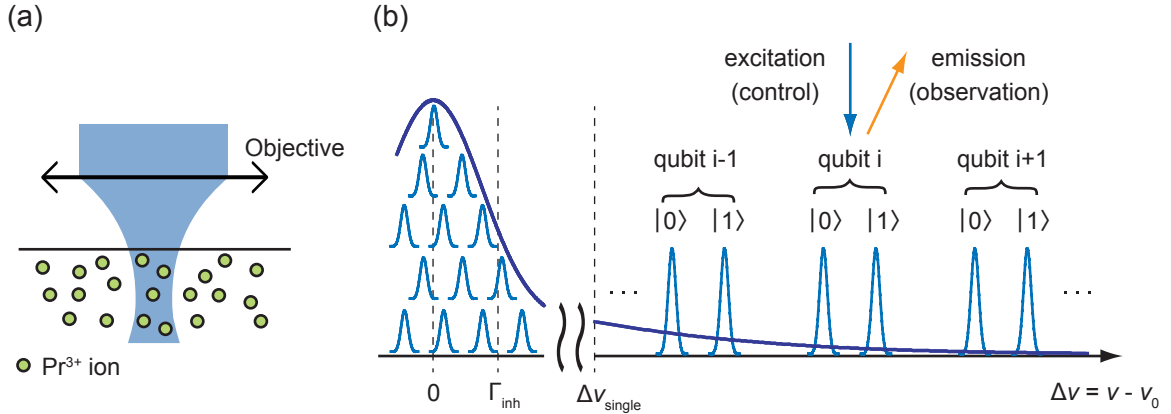 (a)
Objective
Pr³⁺ ion
(b)
excitation
(control)
emission
(observation)
qubit i-1
qubit i
qubit i+1
|0⟩ |1⟩
|0⟩ |1⟩
|0⟩ |1⟩
...
...
0
Γinh
Δνsingle
Δν = ν - ν₀